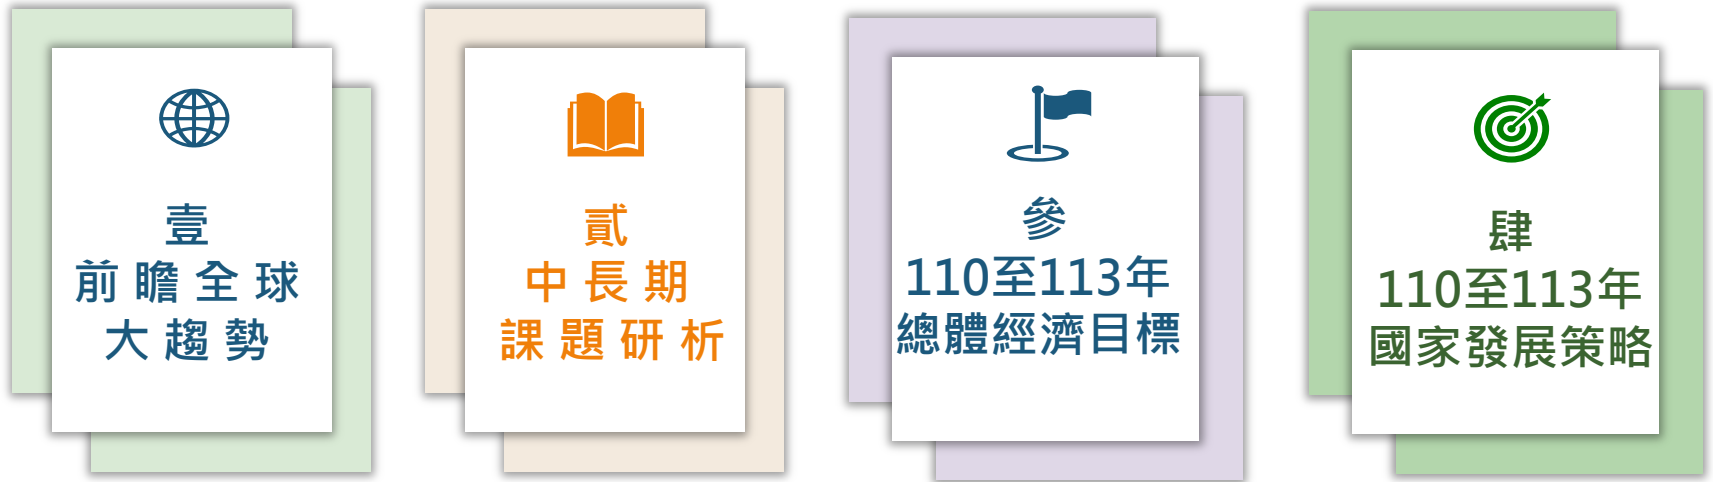 壹
前瞻全球
大趨勢
貳
中長期
課題研析
參
110至113年
總體經濟目標
肆
110至113年
國家發展策略